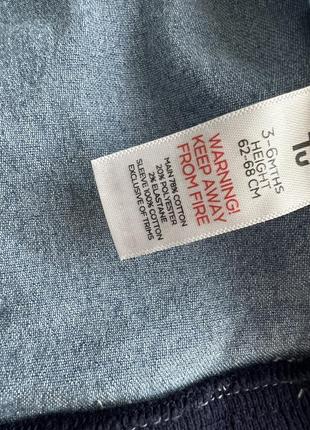 3-6MTHS
HEIGHT
62-68 CM
WARNING!
KEEP AWAY
FROM FIRE
MAIN 78% COTTON
20% POLYESTER
2% ELASTANE
SLEEVE 100% COTTON
EXCLUSIVE OF TRIMS